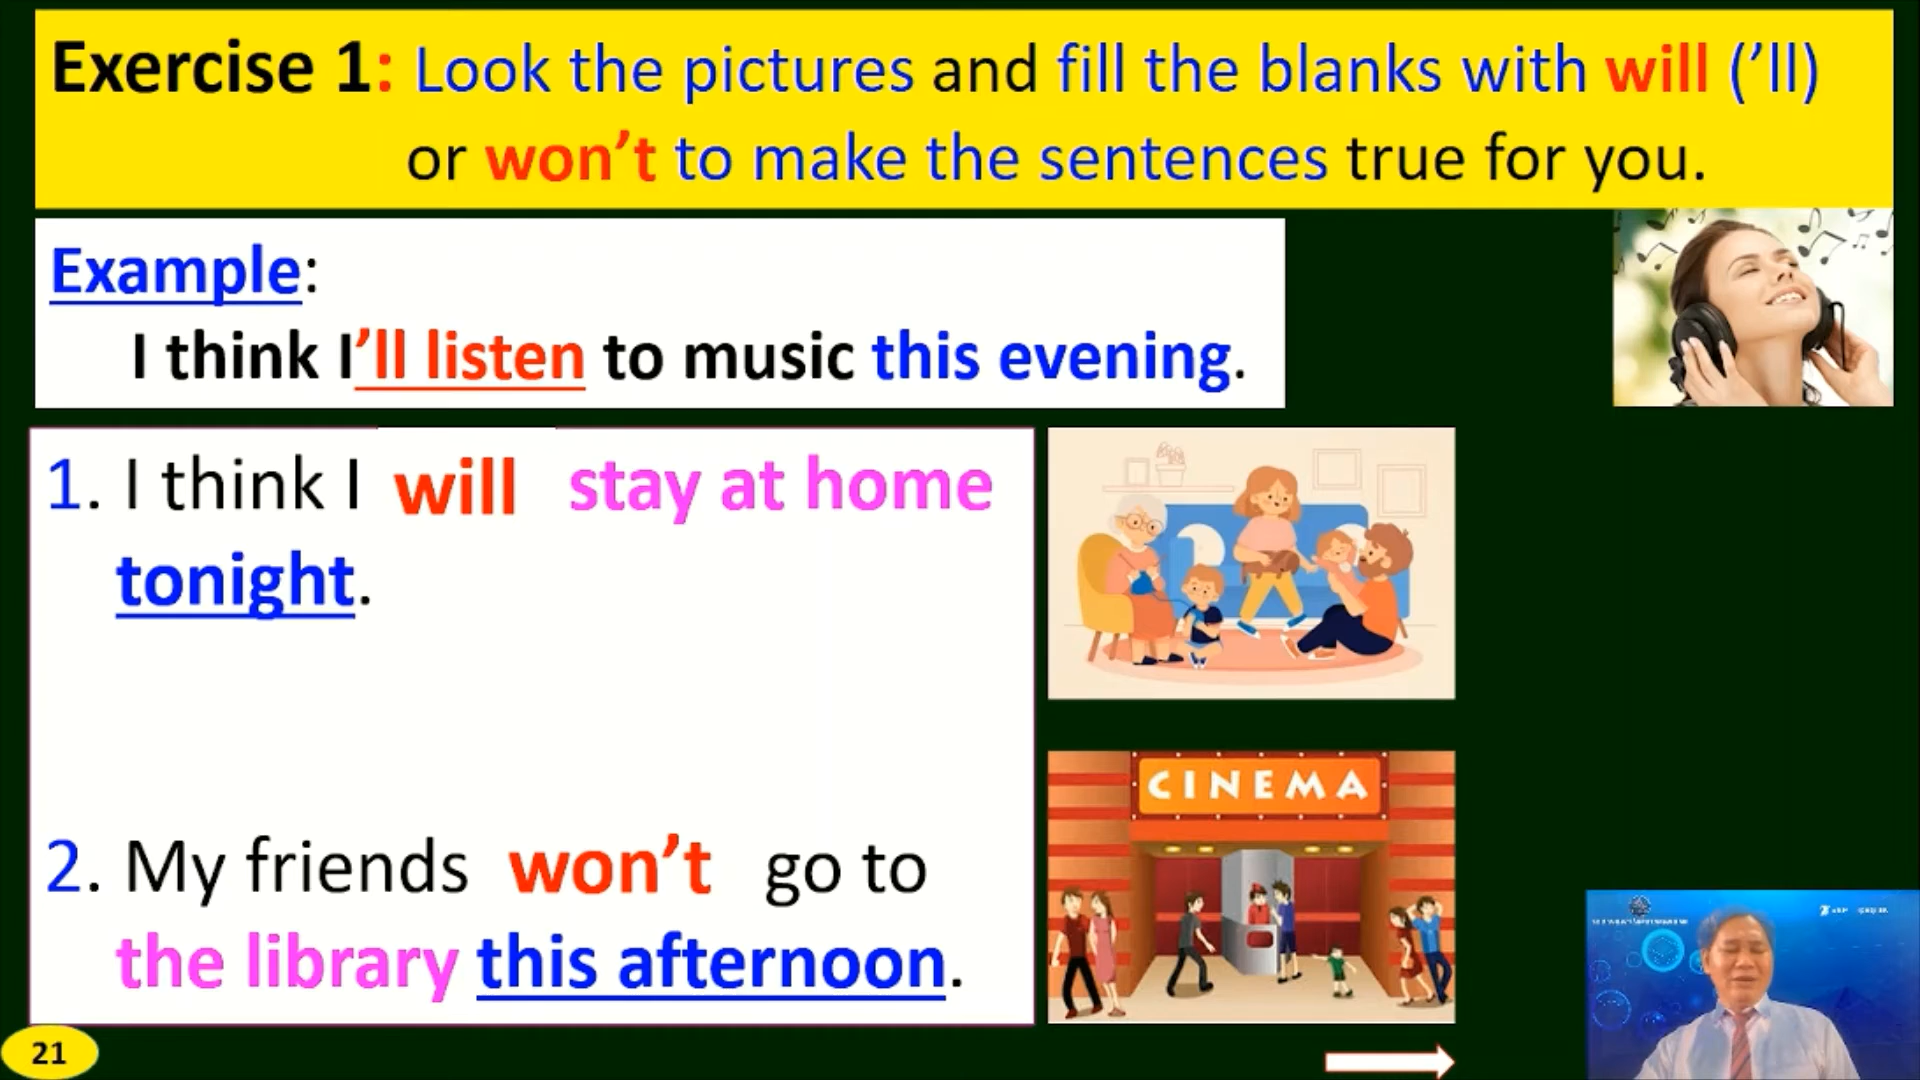 Exercise 1: Look the pictures and fill the blanks with will (’ll)
or won’t to make the sentences true for you.
Example:
I think I’ll listen to music this evening.
1. I think I will stay at home
tonight.
CINEMA
2. My friends won’t go to
the library this afternoon.
21